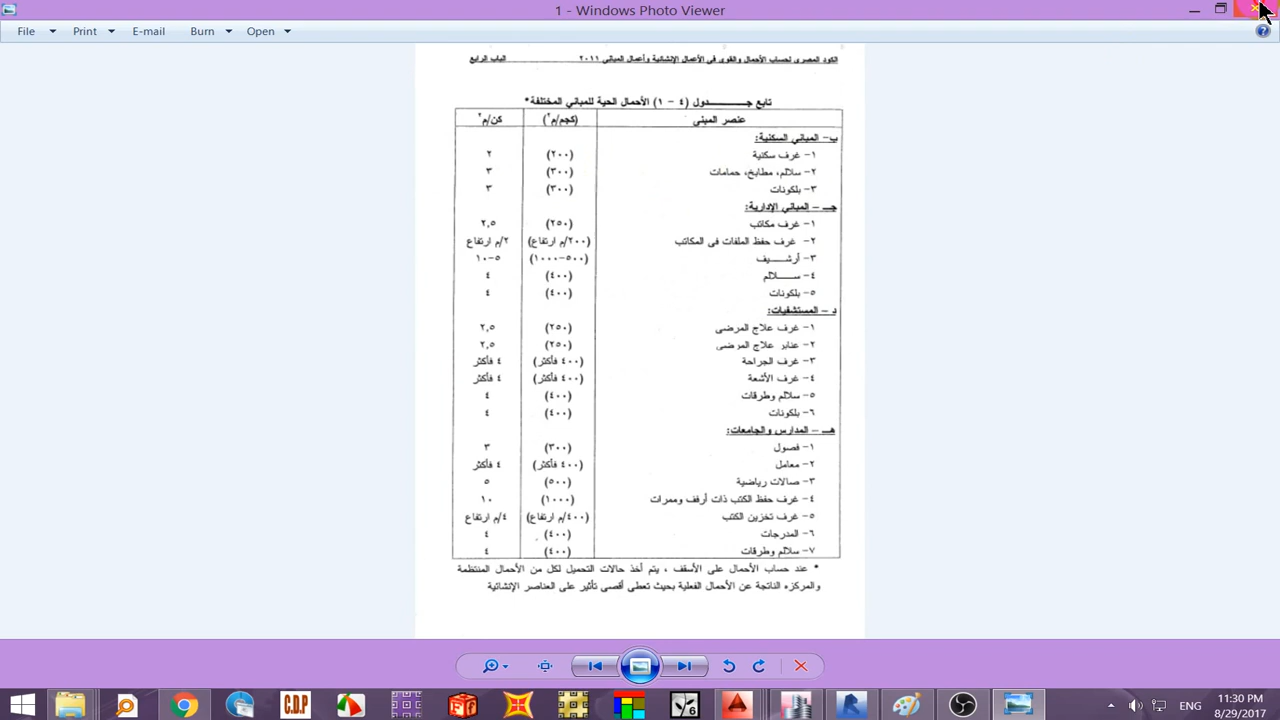 1 - Windows Photo Viewer
File Print E-mail Burn Open
الكود المصرى لحساب الأحمال والقوى فى الأعمال الإنشائية وأعمال المبانى ٢٠١١ الباب الرابع
تابع جـــــدول (٤ – ١) الأحمال الحية للمباني المختلفة*
عنصر المبنى (كجم/م٢) كن/م٢
ب- المباني السكنية:
١- غرف سكنية (٢٠٠) ٢
٢- سلالم، مطابخ، حمامات (٣٠٠) ٣
٣- بلكونات (٣٠٠) ٣
جـ – المباني الإدارية:
١- غرف مكاتب (٢٥٠) ٢,٥
٢- غرف حفظ الملفات فى المكاتب (٢٠٠/م ارتفاع) ٢/م ارتفاع
٣- أرشـــيف (٥٠٠-١٠٠٠) ٥-١٠
٤- ســــلالم (٤٠٠) ٤
٥- بلكونات (٤٠٠) ٤
د – المستشفيات:
١- غرف علاج المرضى (٢٥٠) ٢,٥
٢- عنابر علاج المرضى (٢٥٠) ٢,٥
٣- غرف الجراحة (٤٠٠ فأكثر) ٤ فأكثر
٤- غرف الأشعة (٤٠٠ فأكثر) ٤ فأكثر
٥- سلالم وطرقات (٤٠٠) ٤
٦- بلكونات (٤٠٠) ٤
هـ – المدارس والجامعات:
١- فصول (٣٠٠) ٣
٢- معامل (٤٠٠ فأكثر) ٤ فأكثر
٣- صالات رياضية (٥٠٠) ٥
٤- غرف حفظ الكتب ذات أرفف وممرات (١٠٠٠) ١٠
٥- غرف تخزين الكتب (٤٠٠/م ارتفاع) ٤/م ارتفاع
٦- المدرجات (٤٠٠) ٤
٧- سلالم وطرقات (٤٠٠) ٤
* عند حساب الأحمال على الأسقف ، يتم أخذ حالات التحميل لكل من الأحمال المنتظمة
والمركزه الناتجة عن الأحمال الفعلية بحيث تعطى أقصى تأثير على العناصر الإنشائية
C.D.P
6
ENG
11:30 PM
8/29/2017